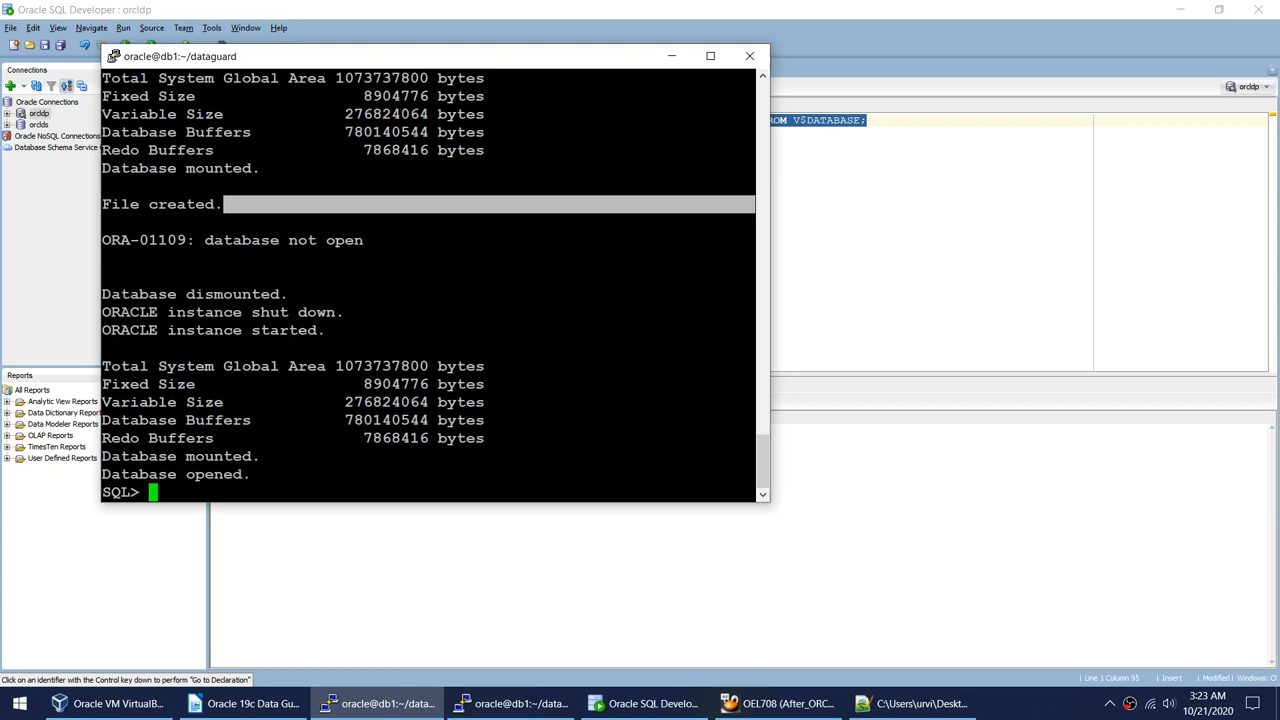 Oracle SQL Developer : orcldp
File Edit View Navigate Run Source Team Tools Window Help
Connections
Oracle Connections
orcldp
orclds
Oracle NoSQL Connections
Database Schema Service
Reports
All Reports
Analytic View Reports
Data Dictionary Report
Data Modeler Reports
OLAP Reports
TimesTen Reports
User Defined Reports
oracle@db1:~/dataguard
Total System Global Area 1073737800 bytes
Fixed Size 8904776 bytes
Variable Size 276824064 bytes
Database Buffers 780140544 bytes
Redo Buffers 7868416 bytes
Database mounted.
File created.
ORA-01109: database not open
Database dismounted.
ORACLE instance shut down.
ORACLE instance started.
Total System Global Area 1073737800 bytes
Fixed Size 8904776 bytes
Variable Size 276824064 bytes
Database Buffers 780140544 bytes
Redo Buffers 7868416 bytes
Database mounted.
Database opened.
SQL>
orcldp
OM V$DATABASE;
Click on an identifier with the Control key down to perform "Go to Declaration"
Line 1 Column 95 Insert Modified Windows: Cl
Oracle VM VirtualB...
Oracle 19c Data Gu...
oracle@db1:~/data...
oracle@db1:~/data...
Oracle SQL Develo...
OEL708 (After_ORC...
C:\Users\urvi\Deskt...
3:23 AM
10/21/2020